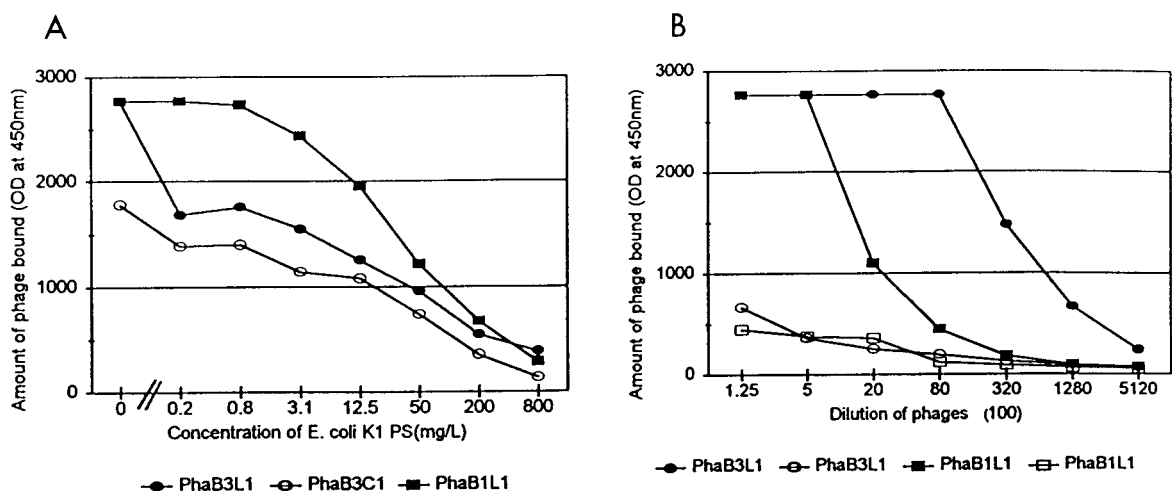 A
Amount of phage bound (OD at 450nm)
3000
2000
1000
0
0 0.2 0.8 3.1 12.5 50 200 800
Concentration of E. coli K1 PS(mg/L)
PhaB3L1 PhaB3C1 PhaB1L1
B
Amount of phage bound (OD at 450nm)
3000
2000
1000
0
1.25 5 20 80 320 1280 5120
Dilution of phages (100)
PhaB3L1 PhaB3L1 PhaB1L1 PhaB1L1